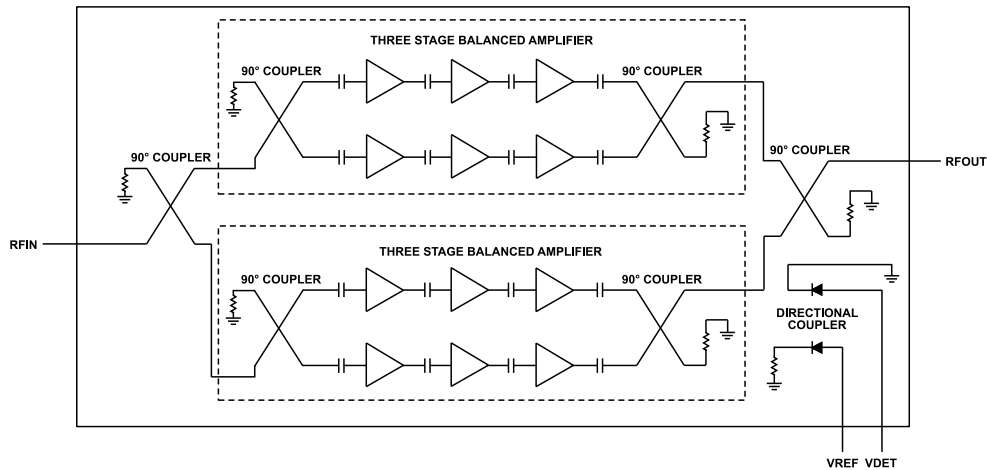 THREE STAGE BALANCED AMPLIFIER
90° COUPLER
90° COUPLER
90° COUPLER
90° COUPLER
RFOUT
RFIN
THREE STAGE BALANCED AMPLIFIER
90° COUPLER
90° COUPLER
DIRECTIONAL
COUPLER
VREF VDET